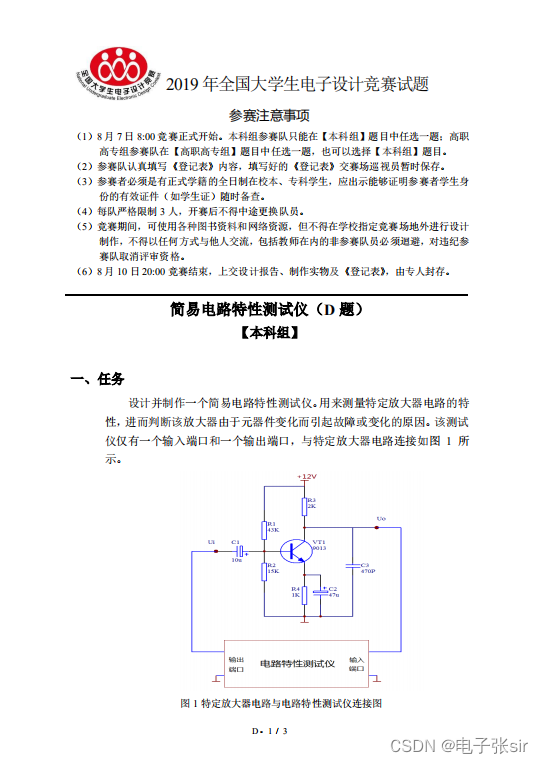 全国大学生电子设计竞赛
National Undergraduate Electronic Design Contest
2019 年全国大学生电子设计竞赛试题
参赛注意事项
（1）8 月 7 日 8:00 竞赛正式开始。本科组参赛队只能在【本科组】题目中任选一题；高职
高专组参赛队在【高职高专组】题目中任选一题，也可以选择【本科组】题目。
（2）参赛队认真填写《登记表》内容，填写好的《登记表》交赛场巡视员暂时保存。
（3）参赛者必须是有正式学籍的全日制在校本、专科学生，应出示能够证明参赛者学生身
份的有效证件（如学生证）随时备查。
（4）每队严格限制 3 人，开赛后不得中途更换队员。
（5）竞赛期间，可使用各种图书资料和网络资源，但不得在学校指定竞赛场地外进行设计
制作，不得以任何方式与他人交流，包括教师在内的非参赛队员必须迴避，对违纪参
赛队取消评审资格。
（6）8 月 10 日 20:00 竞赛结束，上交设计报告、制作实物及《登记表》，由专人封存。
简易电路特性测试仪（D 题）
【本科组】
一、任务
设计并制作一个简易电路特性测试仪。用来测量特定放大器电路的特
性，进而判断该放大器由于元器件变化而引起故障或变化的原因。该测试
仪仅有一个输入端口和一个输出端口，与特定放大器电路连接如图 1 所
示。
+12V
R3
2K
Uo
R1
43K
Ui
C1
+
10u
VT1
9013
R2
15K
C3
470P
R4
1K
+
C2
47u
输出
端口
电路特性测试仪
输入
端口
图 1 特定放大器电路与电路特性测试仪连接图
D - 1 / 3
CSDN @电子张sir